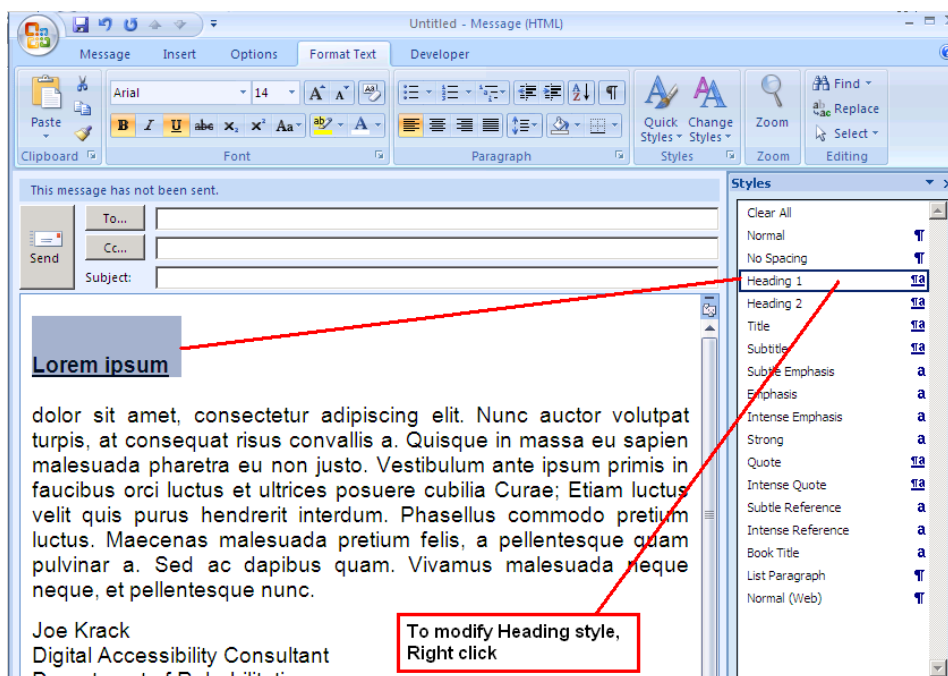 Untitled - Message (HTML)
Message Insert Options Format Text Developer
Arial 14 A A Aa
Find
Replace
Paste
B I U abc x₂ x² Aa ab A
Quick Styles Change Styles
Zoom
Select
Clipboard Font Paragraph Styles Zoom Editing
This message has not been sent.
Styles
To...
Cc...
Send
Subject:
Clear All
Normal
No Spacing
Heading 1
Heading 2
Title
Subtitle
Subtle Emphasis
Emphasis
Intense Emphasis
Strong
Quote
Intense Quote
Subtle Reference
Intense Reference
Book Title
List Paragraph
Normal (Web)
Lorem ipsum
dolor sit amet, consectetur adipiscing elit. Nunc auctor volutpat
turpis, at consequat risus convallis a. Quisque in massa eu sapien
malesuada pharetra eu non justo. Vestibulum ante ipsum primis in
faucibus orci luctus et ultrices posuere cubilia Curae; Etiam luctus
velit quis purus hendrerit interdum. Phasellus commodo pretium
luctus. Maecenas malesuada pretium felis, a pellentesque quam
pulvinar a. Sed ac dapibus quam. Vivamus malesuada neque
neque, et pellentesque nunc.
To modify Heading style,
Right click
Joe Krack
Digital Accessibility Consultant